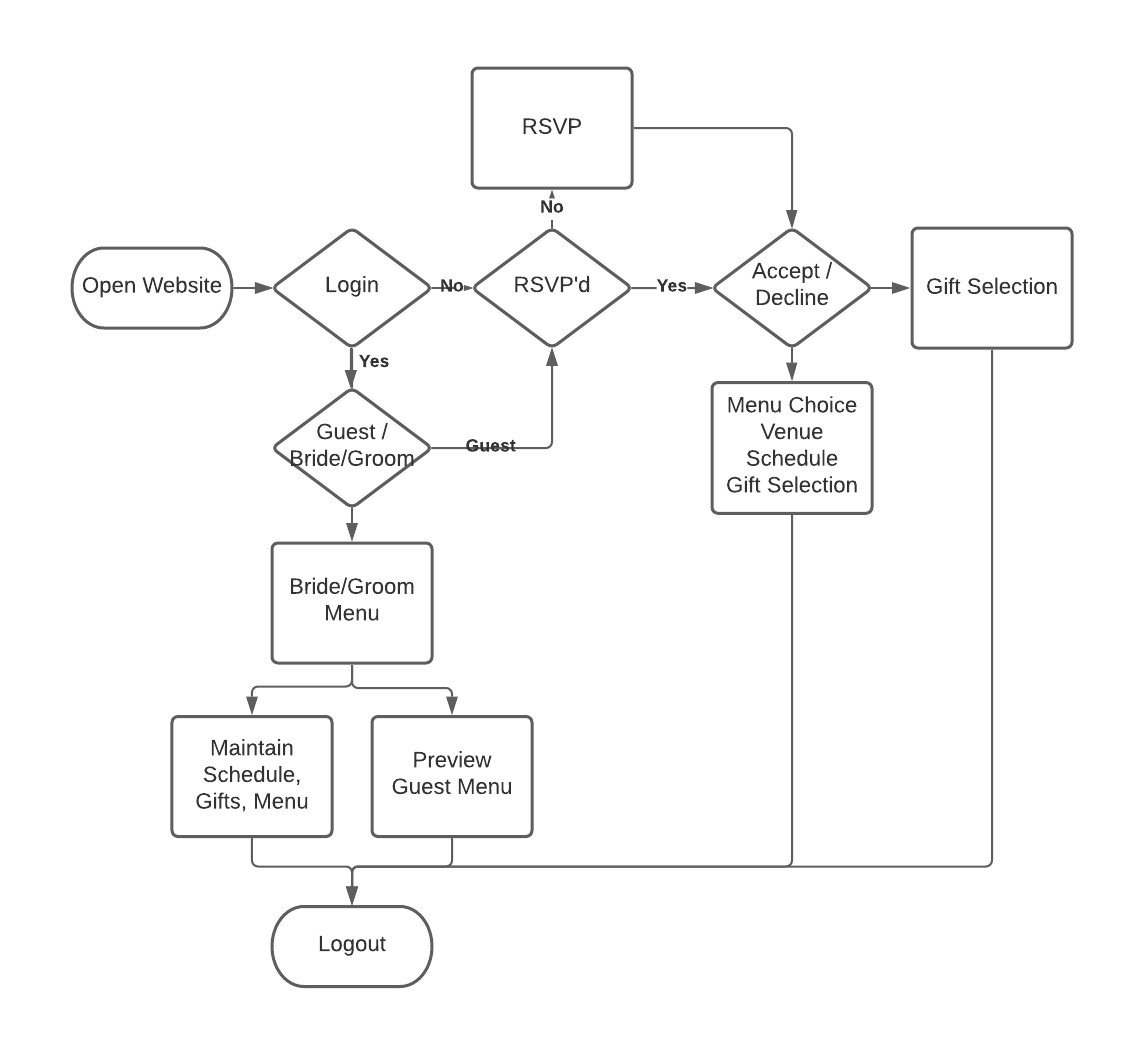 RSVP
No
Open Website
Login
No
RSVP'd
Yes
Accept /
Decline
Gift Selection
Yes
Guest /
Bride/Groom
Guest
Menu Choice
Venue
Schedule
Gift Selection
Bride/Groom
Menu
Maintain
Schedule,
Gifts, Menu
Preview
Guest Menu
Logout